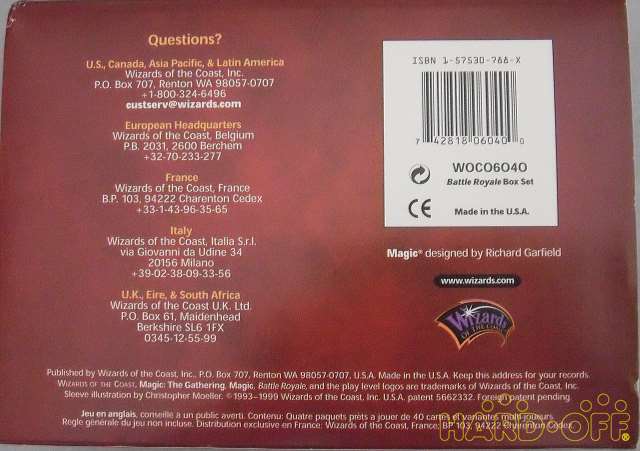 Questions?
U.S., Canada, Asia Pacific, & Latin America
Wizards of the Coast, Inc.
P.O. Box 707, Renton WA 98057-0707
+1-800-324-6496
custserv@wizards.com
European Headquarters
Wizards of the Coast, Belgium
P.B. 2031, 2600 Berchem
+32-70-233-277
France
Wizards of the Coast, France
B.P. 103, 94222 Charenton Cedex
+33-1-43-96-35-65
Italy
Wizards of the Coast, Italia S.r.l.
via Giovanni da Udine 34
20156 Milano
+39-02-38-09-33-56
U.K., Eire, & South Africa
Wizards of the Coast U.K. Ltd.
P.O. Box 61, Maidenhead
Berkshire SL6 1FX
0345-12-55-99
ISBN 1-57530-766-X
7 42818 06040 0
WOC06040
Battle Royale Box Set
CE
Made in the U.S.A.
Magic® designed by Richard Garfield
www.wizards.com
Wizards
OF THE COAST
Published by Wizards of the Coast, Inc., P.O. Box 707, Renton, WA 98057-0707, U.S.A. Made in the U.S.A. Keep this address for your records.
WIZARDS OF THE COAST, Magic: The Gathering, Magic, Battle Royale, and the play level logos are trademarks of Wizards of the Coast, Inc.
Sleeve illustration by Christopher Moeller. ©1993–1999 Wizards of the Coast, Inc. U.S.A. patent 5662332. Foreign patent pending.
Jeu en anglais, conseillé à un public averti. Contenu: Quatre paquets prêts à jouer de 40 cartes et variantes multi-joueurs.
Règle générale du jeu non incluse. Distribution exclusive en France: Wizards of the Coast, France; BP 103, 94222 Charenton Cedex.
HARD-OFF